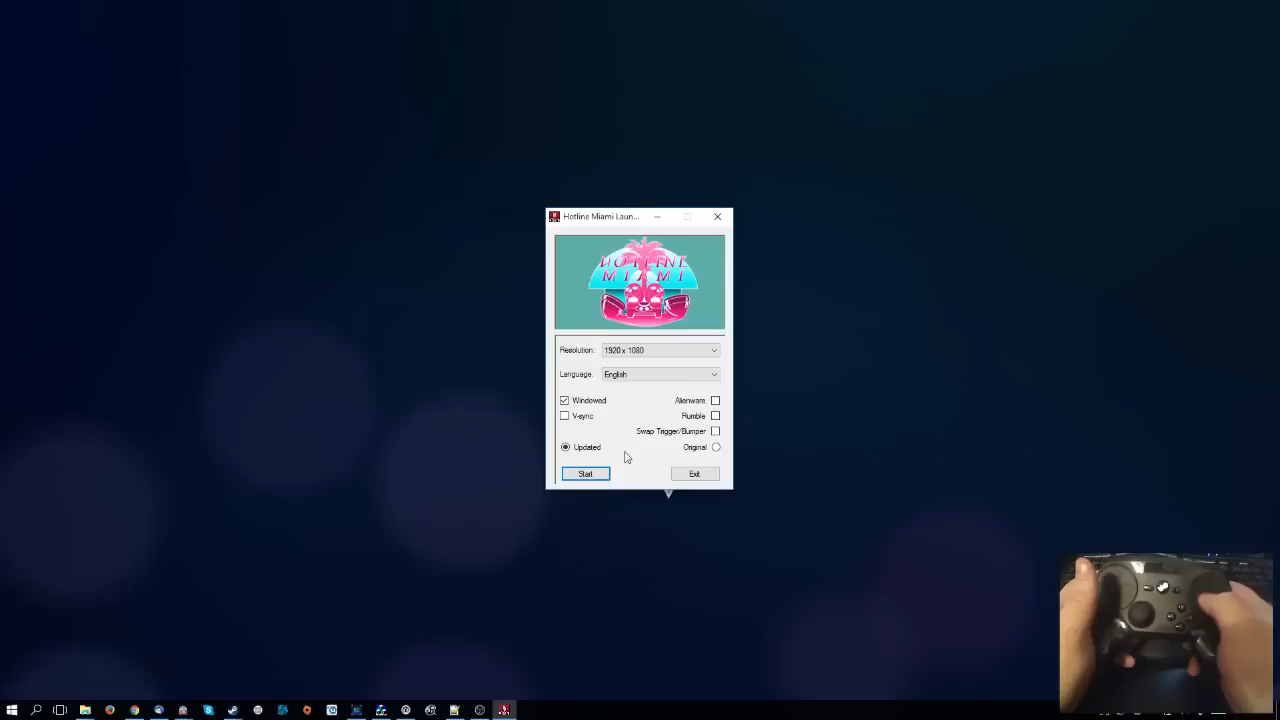 Hotline Miami Laun...
HOTLINE
MIAMI
Resolution: 1920 x 1080
Language: English
Windowed Alienware
V-sync Rumble
Swap Trigger/Bumper
Updated Original
Start Exit